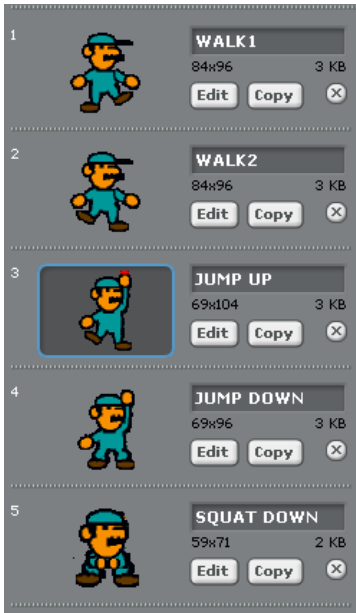 1
WALK1
84x96 3 KB
Edit Copy
2
WALK2
84x96 3 KB
Edit Copy
3
JUMP UP
69x104 3 KB
Edit Copy
4
JUMP DOWN
69x96 3 KB
Edit Copy
5
SQUAT DOWN
59x71 2 KB
Edit Copy